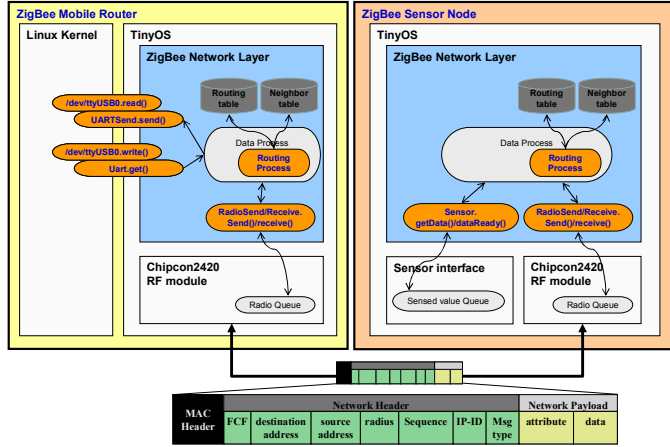 ZigBee Mobile Router
Linux Kernel
TinyOS
ZigBee Network Layer
Routing
table
Neighbor
table
/dev/ttyUSB0.read()
UARTSend.send()
/dev/ttyUSB0.write()
Uart.get()
Data Process
Routing
Process
RadioSend/Receive.
Send()/receive()
Chipcon2420
RF module
Radio Queue
ZigBee Sensor Node
TinyOS
ZigBee Network Layer
Routing
table
Neighbor
table
Data Process
Routing
Process
Sensor.
getData()/dataReady()
RadioSend/Receive.
Send()/receive()
Sensor interface
Sensed value Queue
Chipcon2420
RF module
Radio Queue
MAC
Header
Network Header
Network Payload
FCF
destination
address
source
address
radius
Sequence
IP-ID
Msg
type
attribute
data